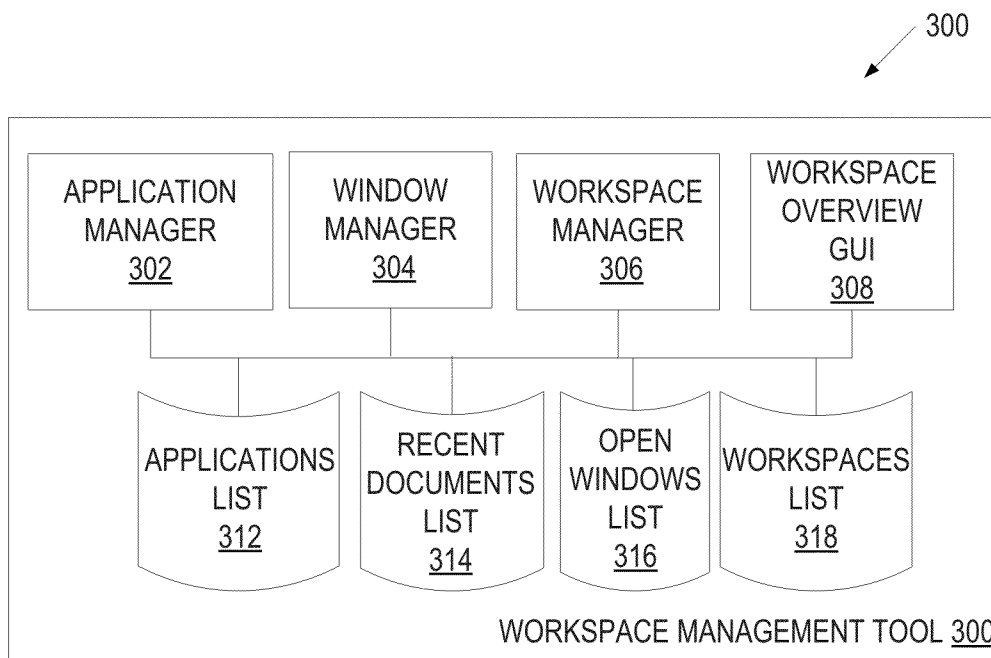 300
APPLICATION
MANAGER
302
WINDOW
MANAGER
304
WORKSPACE
MANAGER
306
WORKSPACE
OVERVIEW
GUI
308
APPLICATIONS
LIST
312
RECENT
DOCUMENTS
LIST
314
OPEN
WINDOWS
LIST
316
WORKSPACES
LIST
318
WORKSPACE MANAGEMENT TOOL 300